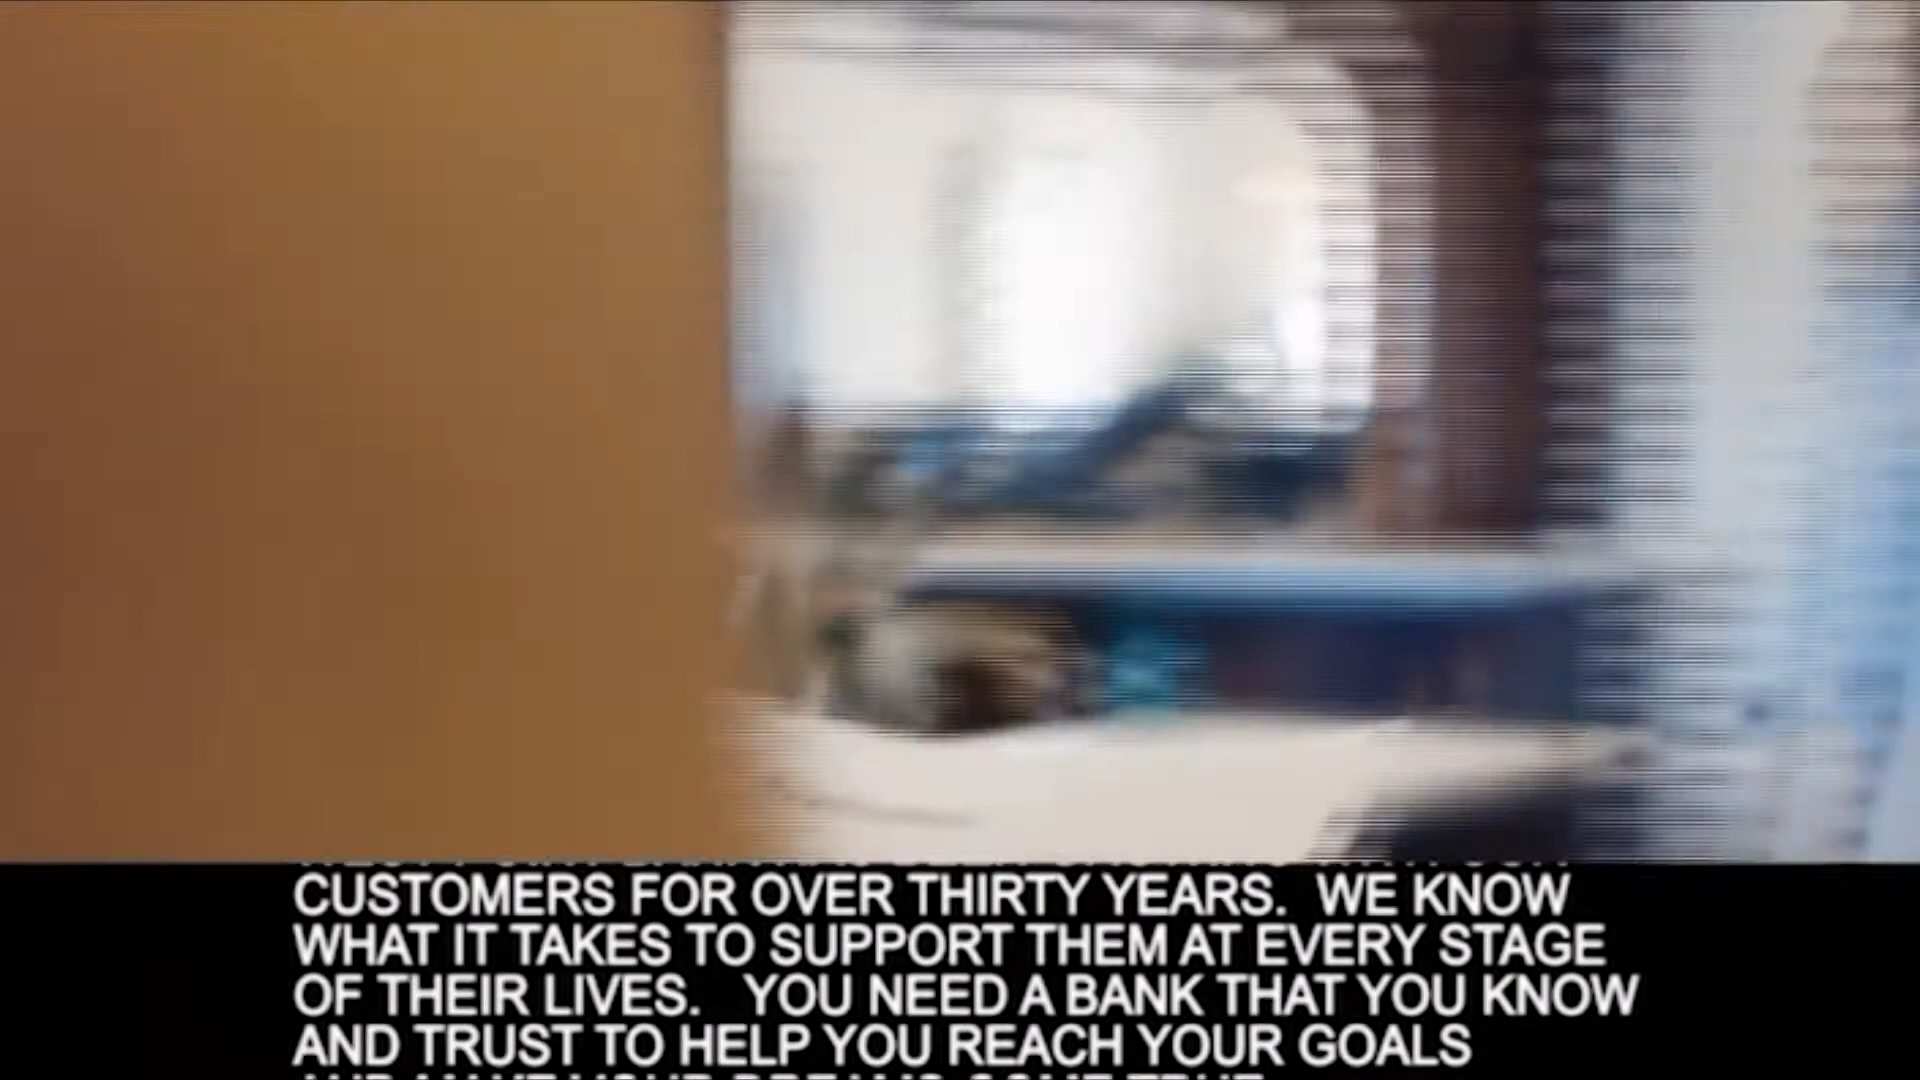 CUSTOMERS FOR OVER THIRTY YEARS. WE KNOW
WHAT IT TAKES TO SUPPORT THEM AT EVERY STAGE
OF THEIR LIVES. YOU NEED A BANK THAT YOU KNOW
AND TRUST TO HELP YOU REACH YOUR GOALS